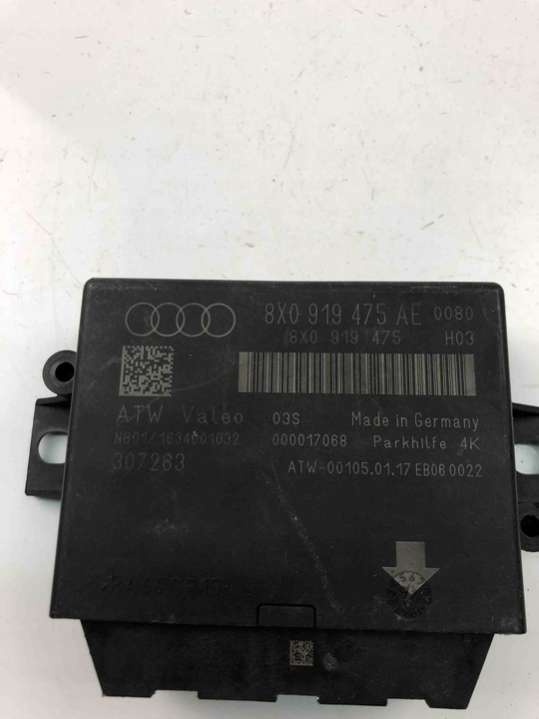 8X0 919 475 AE 0080
8X0 919 475 H03
ATW Valeo 03S Made in Germany
000017068 Parkhilfe 4K
307263
ATW-00105.01.17 EB06 0022